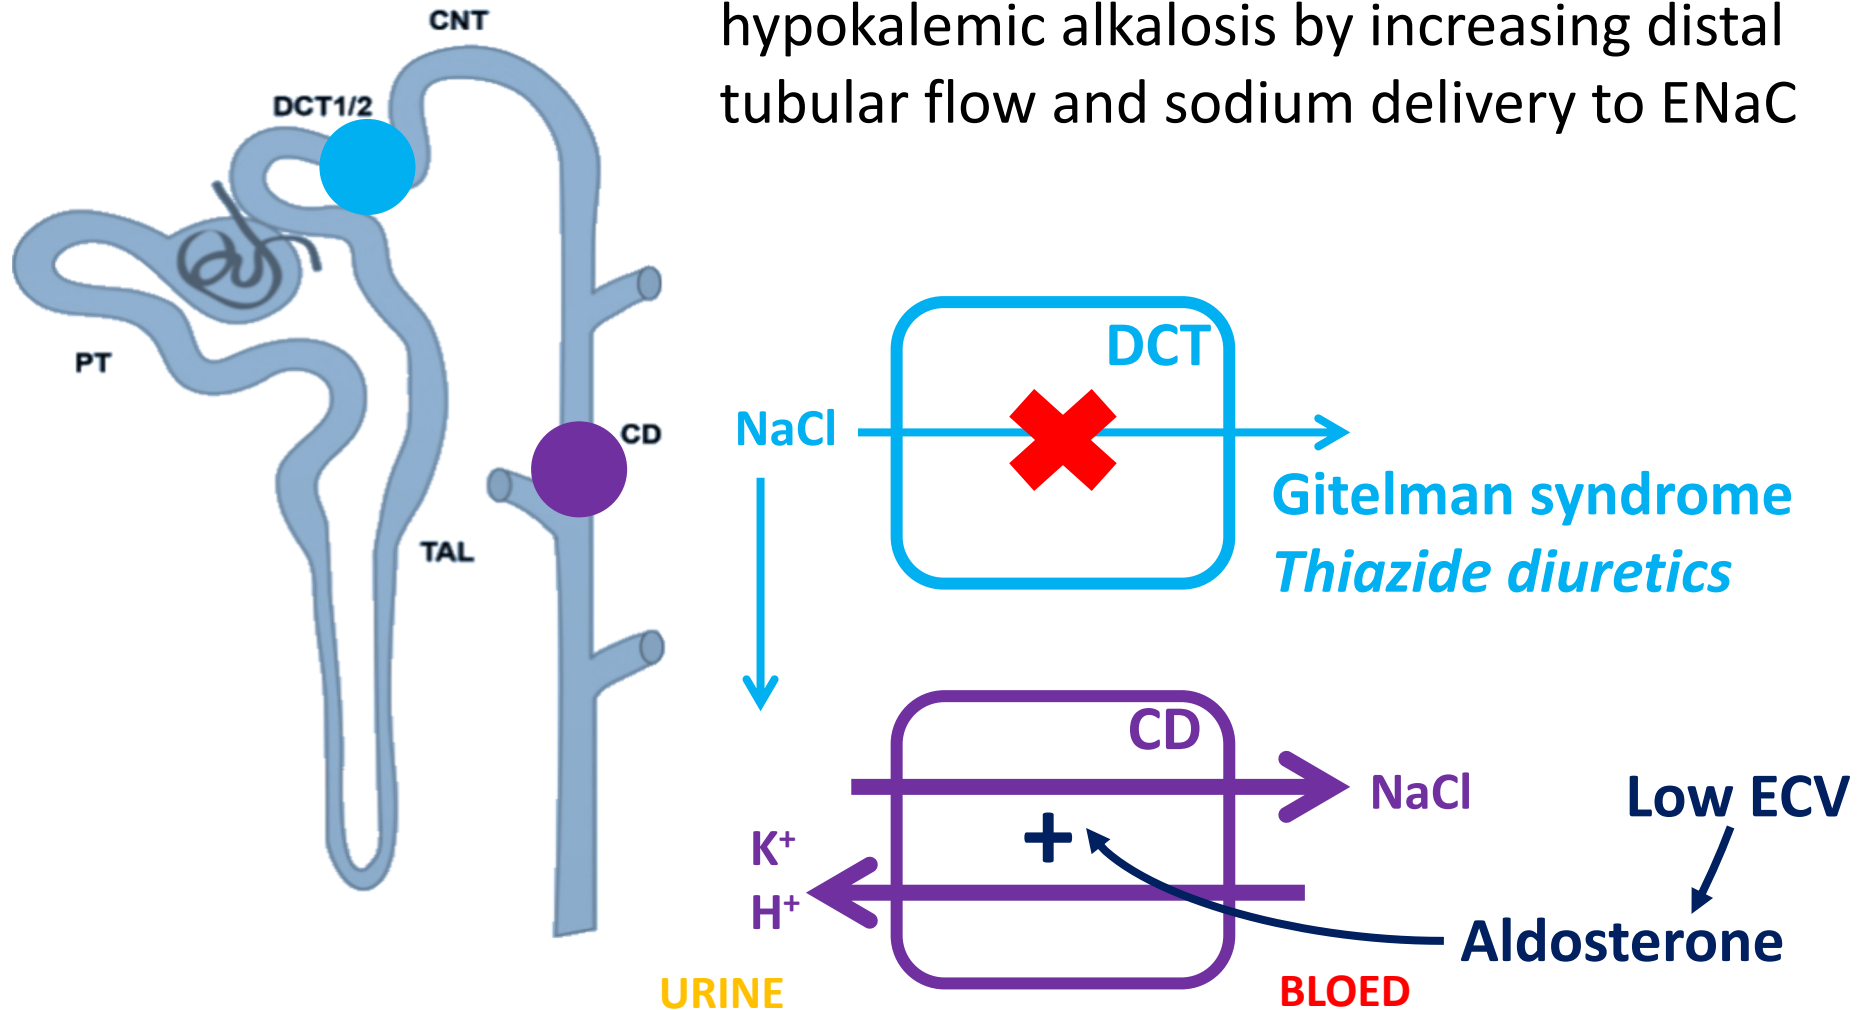 hypokalemic alkalosis by increasing distal
tubular flow and sodium delivery to ENaC
CNT
DCT1/2
PT
CD
TAL
DCT
NaCl
Gitelman syndrome
Thiazide diuretics
CD
NaCl
Low ECV
K⁺
H⁺
Aldosterone
URINE
BLOED